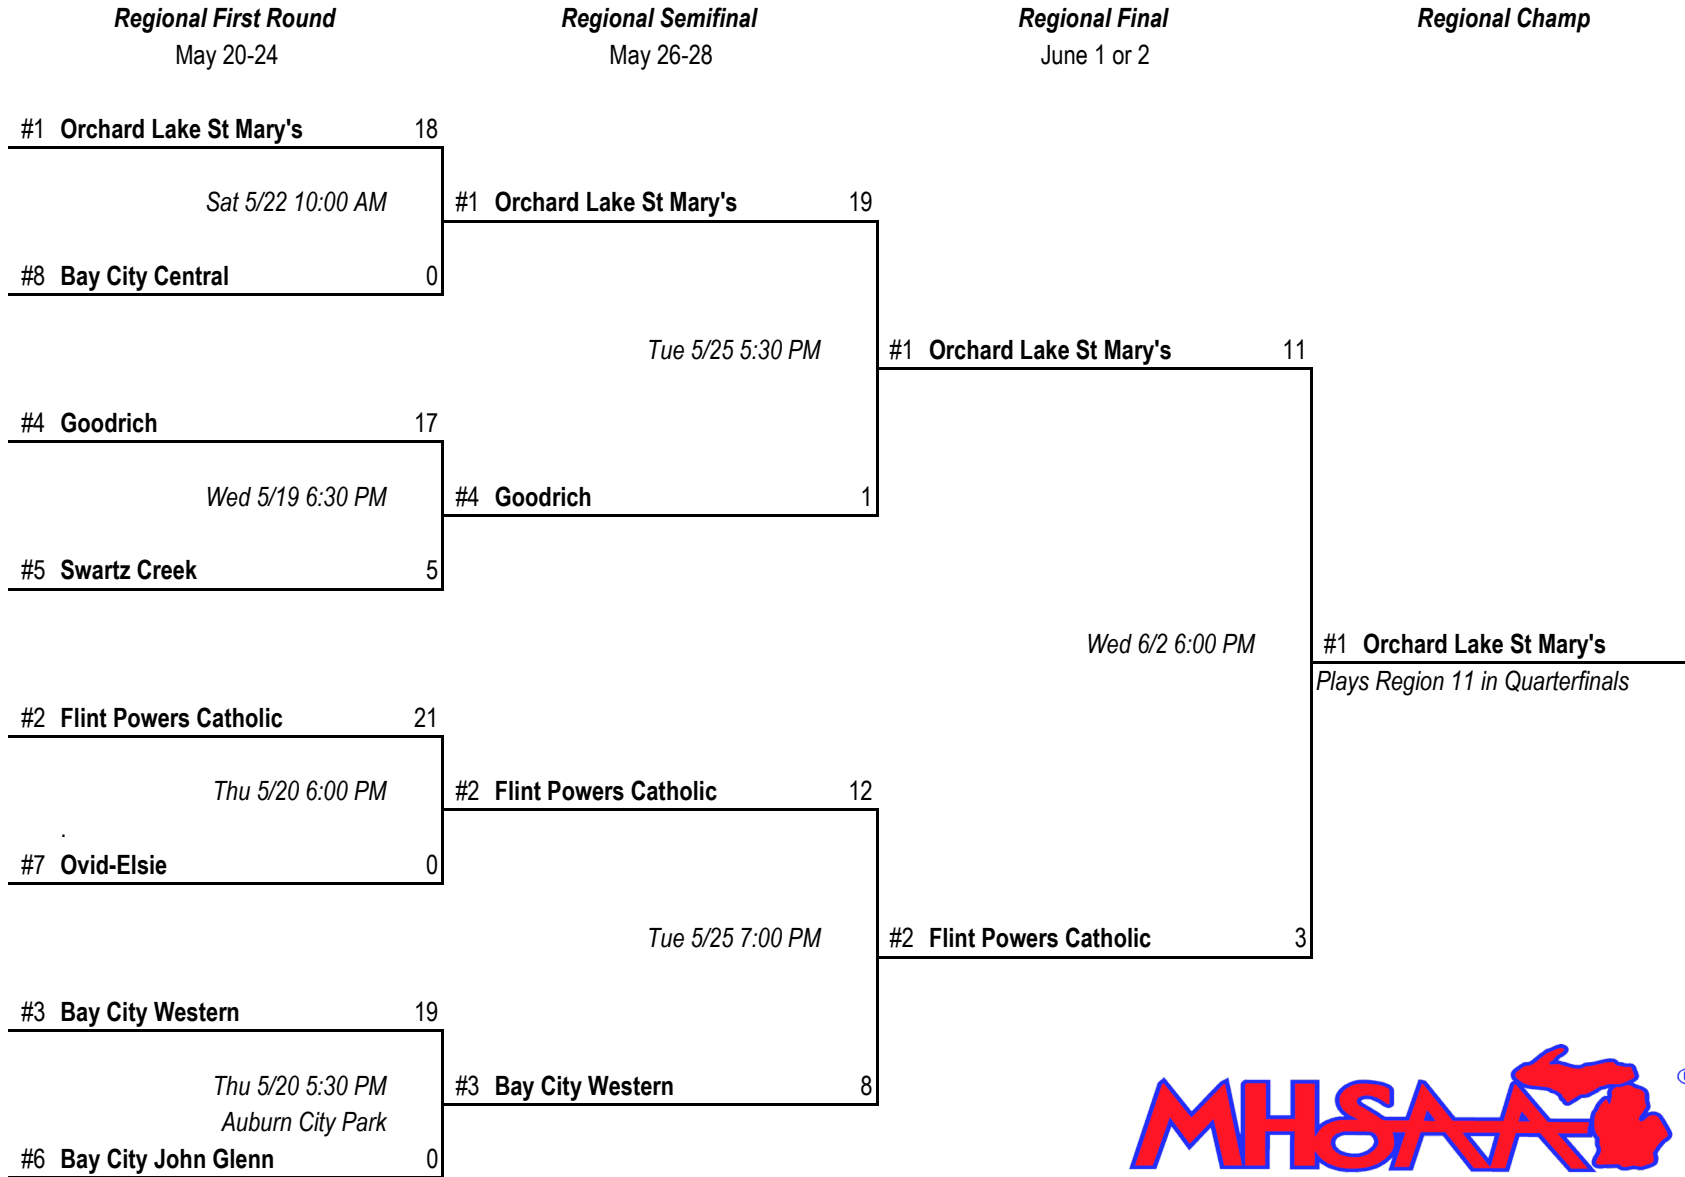 Regional First Round Regional Semifinal Regional Final Regional Champ
May 20-24 May 26-28 June 1 or 2
#1 Orchard Lake St Mary's 18
Sat 5/22 10:00 AM #1 Orchard Lake St Mary's 19
#8 Bay City Central 0
Tue 5/25 5:30 PM #1 Orchard Lake St Mary's 11
#4 Goodrich 17
Wed 5/19 6:30 PM #4 Goodrich 1
#5 Swartz Creek 5
Wed 6/2 6:00 PM #1 Orchard Lake St Mary's
Plays Region 11 in Quarterfinals
#2 Flint Powers Catholic 21
Thu 5/20 6:00 PM #2 Flint Powers Catholic 12
.
#7 Ovid-Elsie 0
Tue 5/25 7:00 PM #2 Flint Powers Catholic 3
#3 Bay City Western 19
Thu 5/20 5:30 PM #3 Bay City Western 8
Auburn City Park
#6 Bay City John Glenn 0
MHSAA ®